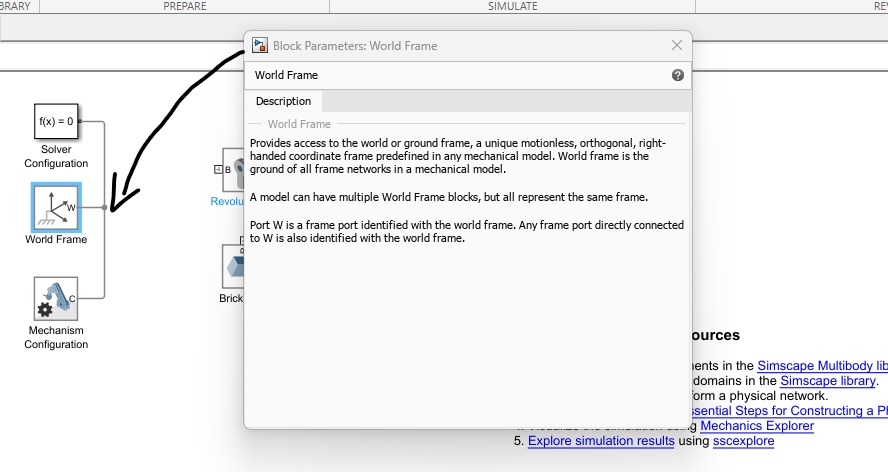 BRARY
PREPARE
SIMULATE
RE
Block Parameters: World Frame
World Frame
Description
World Frame
Provides access to the world or ground frame, a unique motionless, orthogonal, right-
handed coordinate frame predefined in any mechanical model. World frame is the
ground of all frame networks in a mechanical model.
A model can have multiple World Frame blocks, but all represent the same frame.
Port W is a frame port identified with the world frame. Any frame port directly connected
to W is also identified with the world frame.
f(x) = 0
Solver
Configuration
W
World Frame
C
Mechanism
Configuration
B
Revolu
Brick
ources
ents in the Simscape Multibody lib
domains in the Simscape library.
form a physical network.
ssential Steps for Constructing a Ph
using Mechanics Explorer
5. Explore simulation results using sscexplore